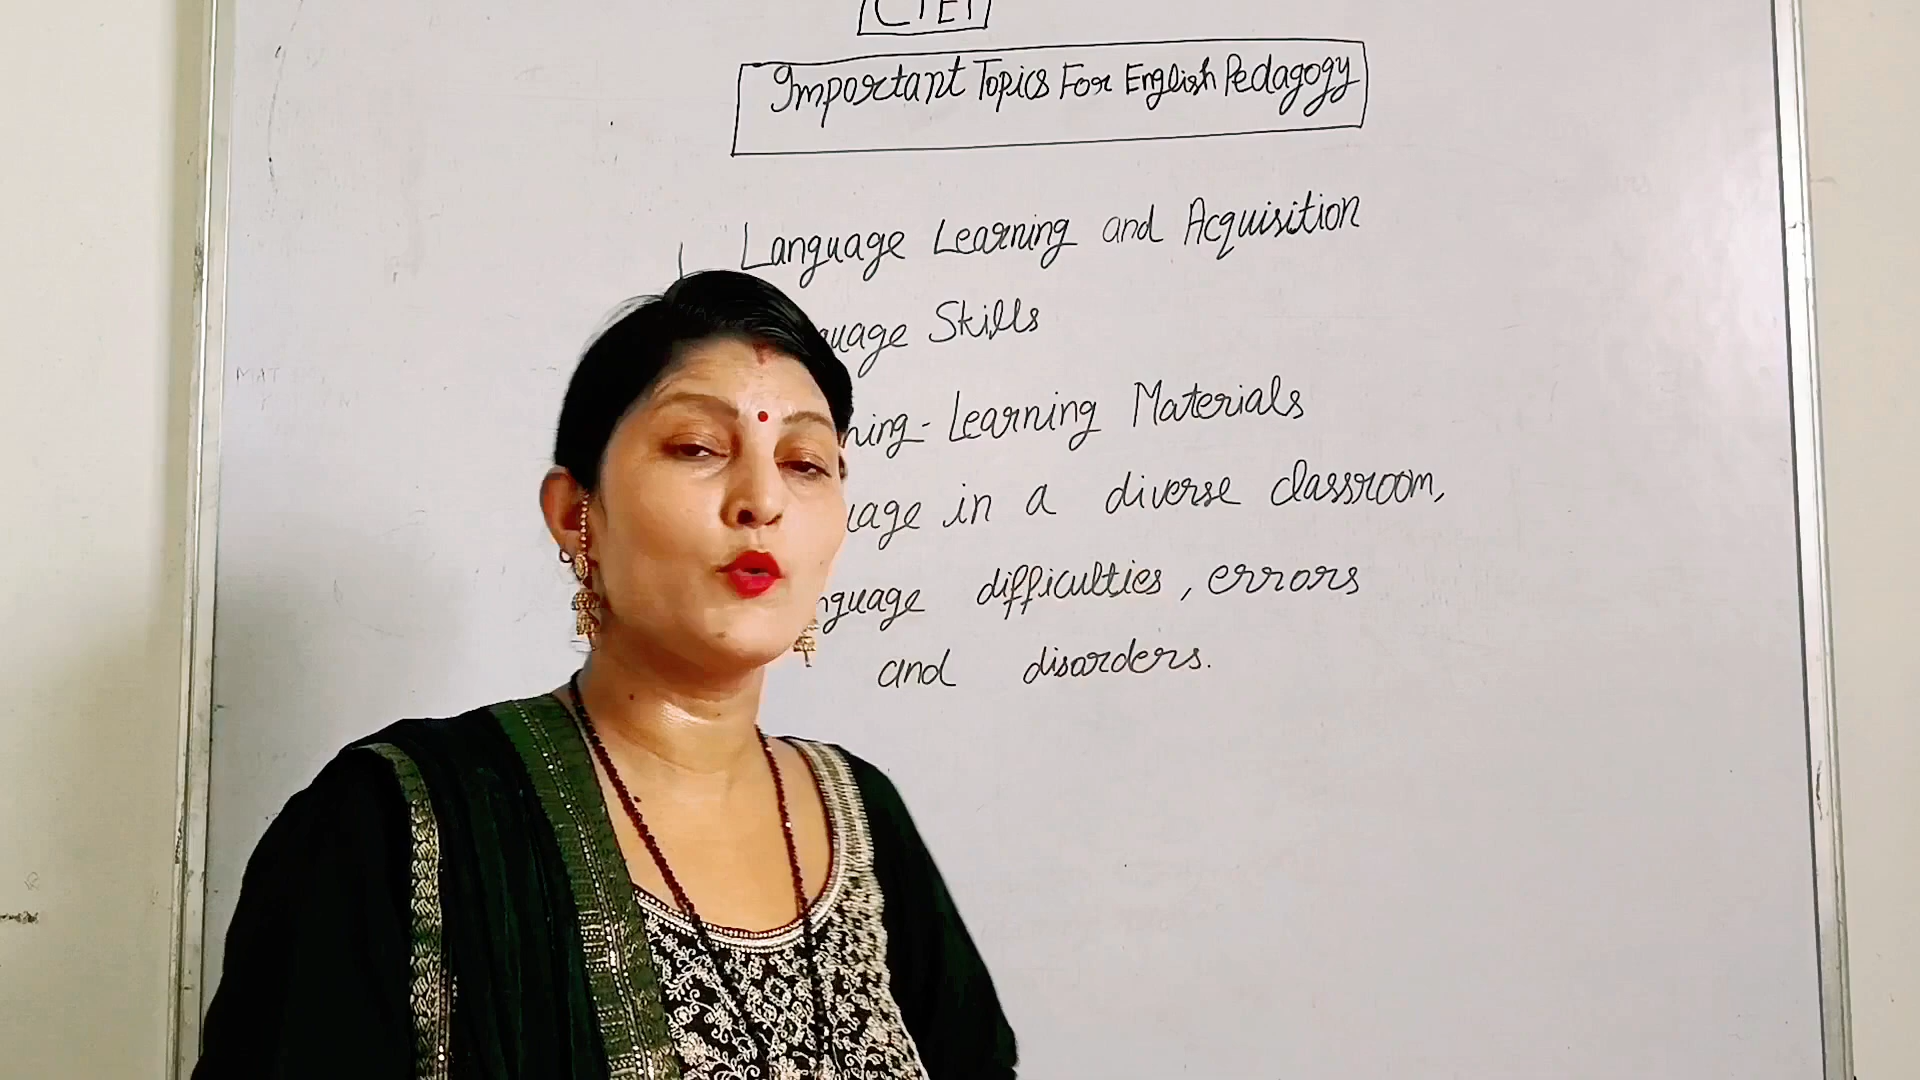 CTET
Important Topics For English Pedagogy
Language Learning and Acquisition
Skills
Learning Materials
in a diverse classroom,
difficulties, errors
and disorders.
MAT